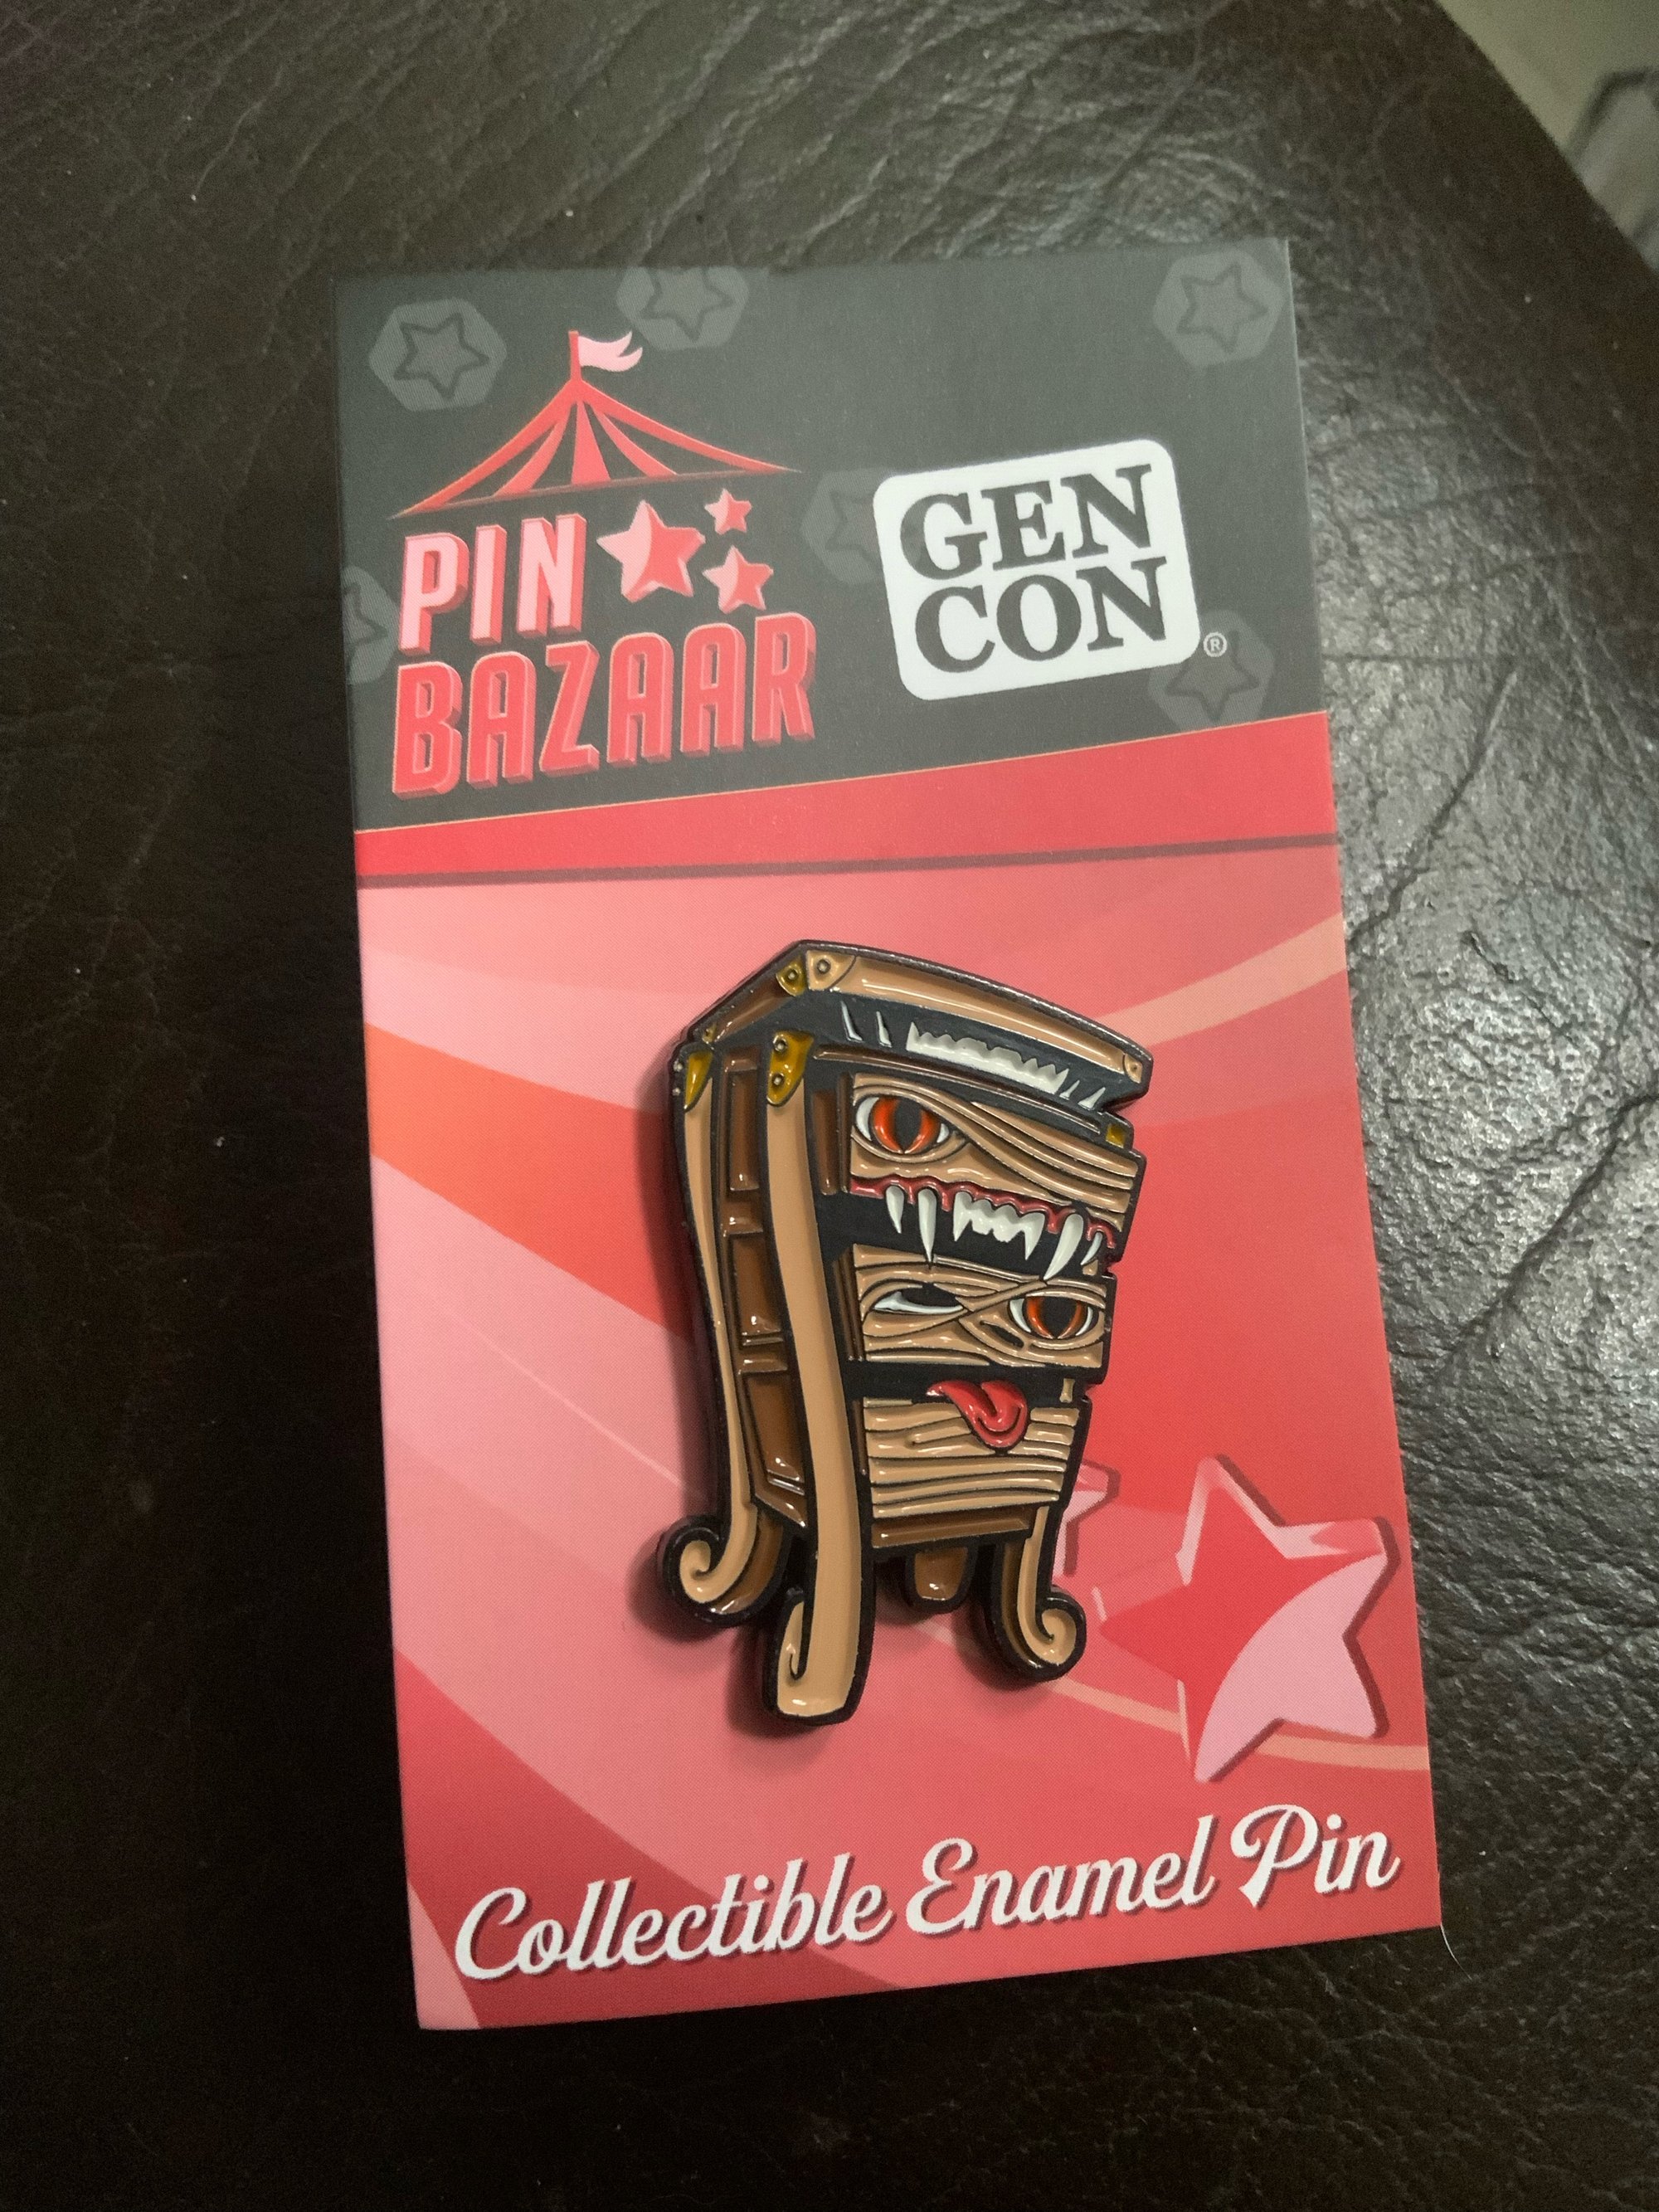 PIN
BAZAAR
GEN
CON
®
Collectible Enamel Pin